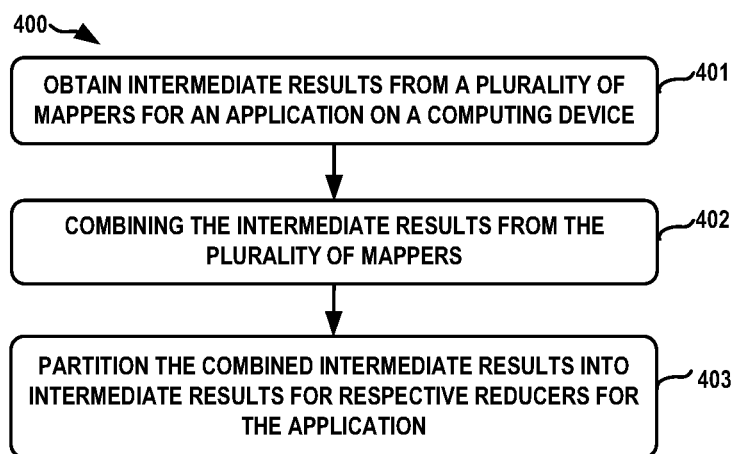 400
OBTAIN INTERMEDIATE RESULTS FROM A PLURALITY OF
MAPPERS FOR AN APPLICATION ON A COMPUTING DEVICE
401
COMBINING THE INTERMEDIATE RESULTS FROM THE
PLURALITY OF MAPPERS
402
PARTITION THE COMBINED INTERMEDIATE RESULTS INTO
INTERMEDIATE RESULTS FOR RESPECTIVE REDUCERS FOR
THE APPLICATION
403